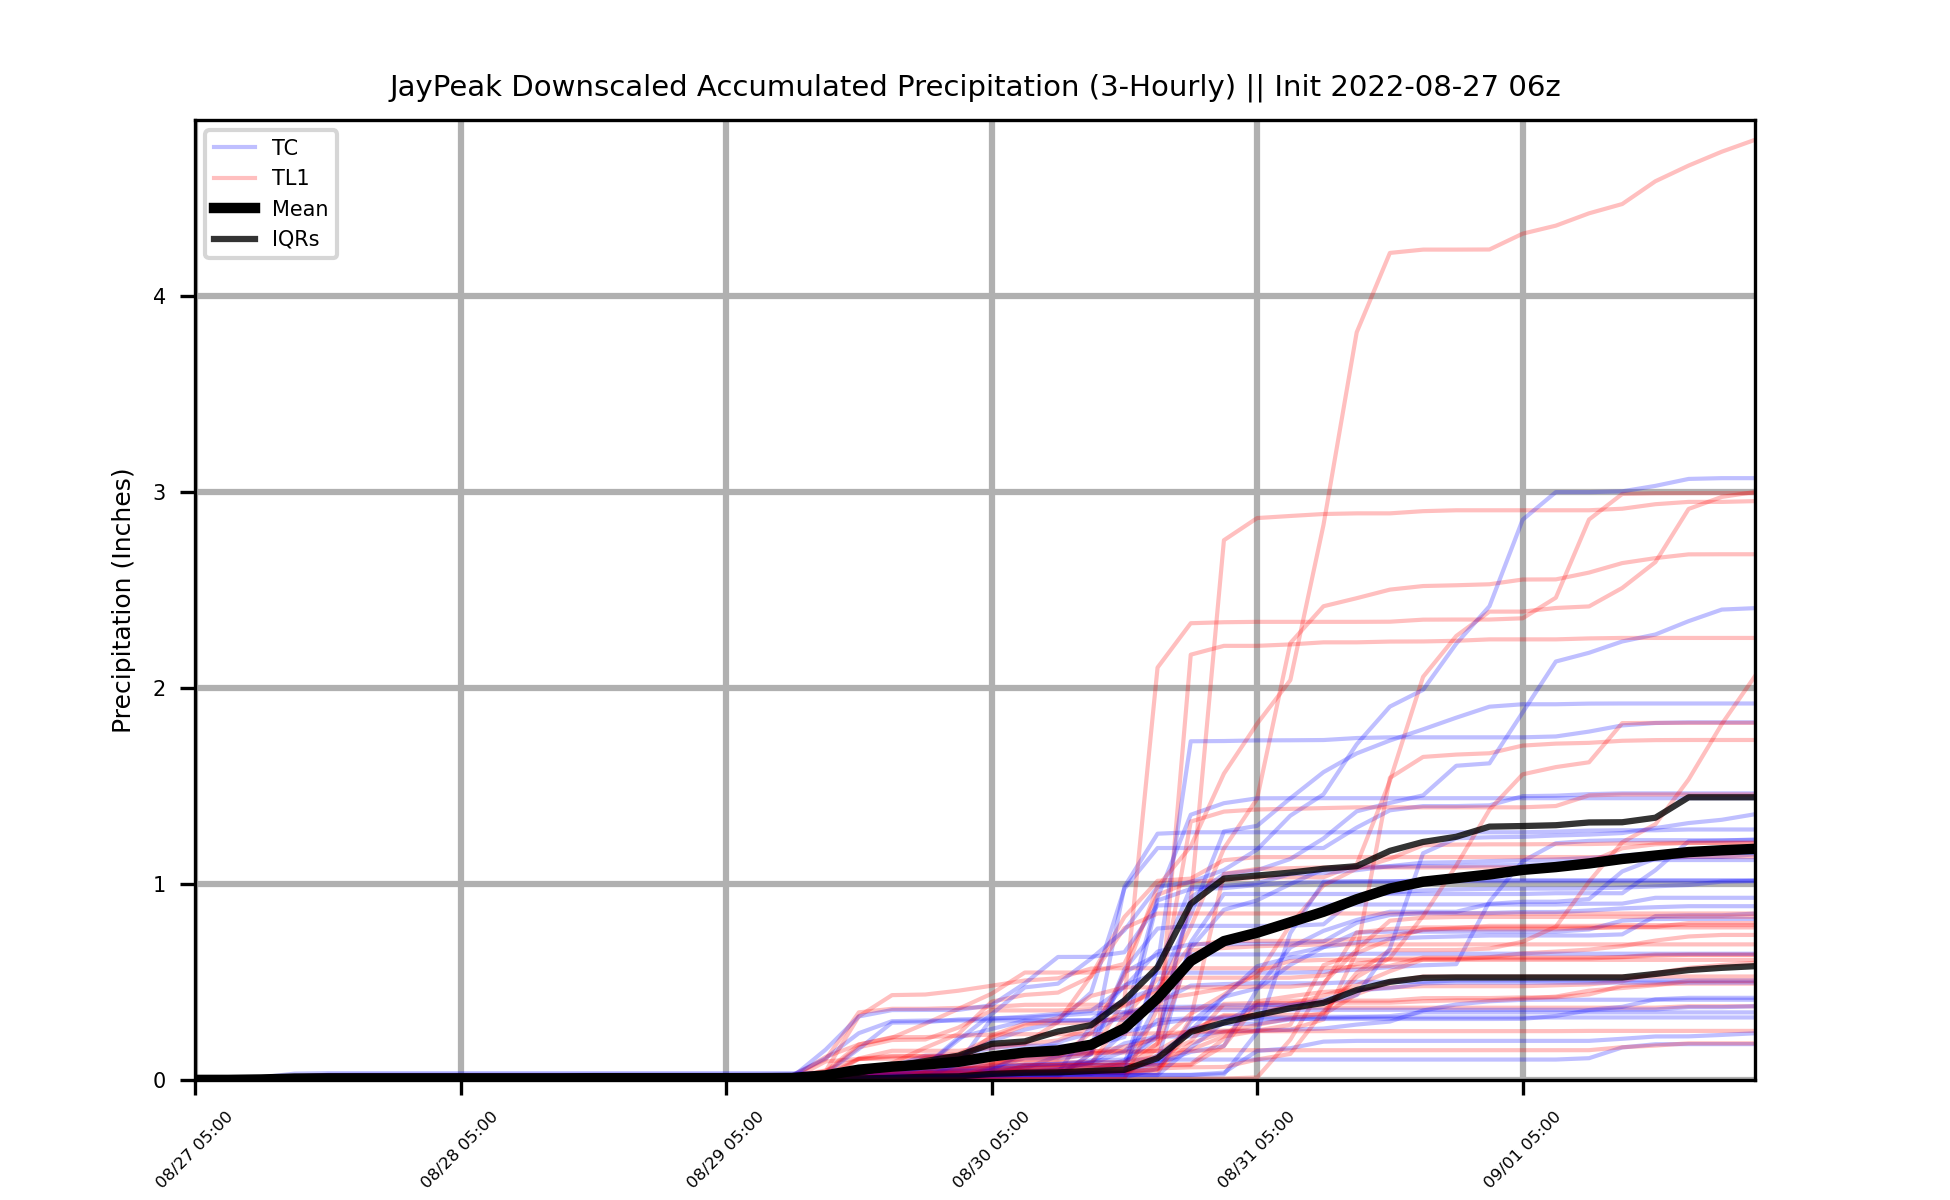 JayPeak Downscaled Accumulated Precipitation (3-Hourly) || Init 2022-08-27 06z
TC
TL1
Mean
IQRs
Precipitation (Inches)
4
3
2
1
0
08/27 05:00
08/28 05:00
08/29 05:00
08/30 05:00
08/31 05:00
09/01 05:00